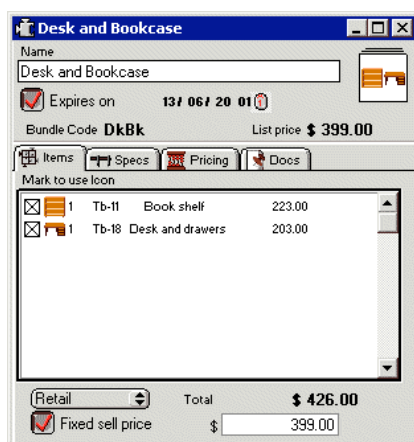 Desk and Bookcase
Name
Desk and Bookcase
Expires on 13/ 06/ 20 01
Bundle Code DkBk List price $ 399.00
Items Specs Pricing Docs
Mark to use Icon
1 Tb-11 Book shelf 223.00
1 Tb-18 Desk and drawers 203.00
Retail Total $ 426.00
Fixed sell price $ 399.00